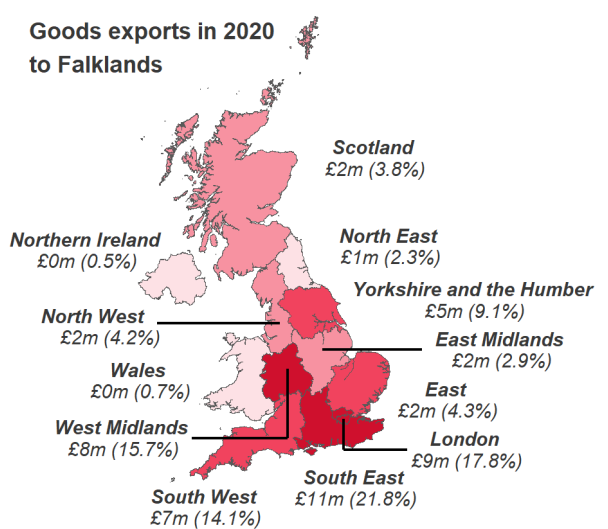 Goods exports in 2020
to Falklands
Scotland
£2m (3.8%)
Northern Ireland
£0m (0.5%)
North East
£1m (2.3%)
Yorkshire and the Humber
£5m (9.1%)
North West
£2m (4.2%)
East Midlands
£2m (2.9%)
Wales
£0m (0.7%)
East
£2m (4.3%)
West Midlands
£8m (15.7%)
London
£9m (17.8%)
South East
£11m (21.8%)
South West
£7m (14.1%)